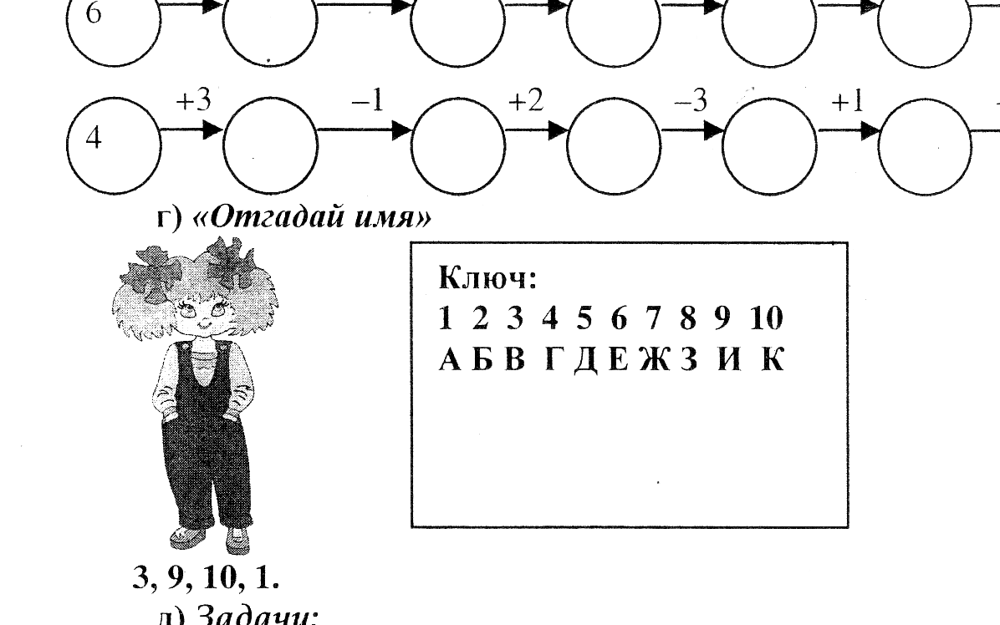 6
+3 –1 +2 –3 +1
4
г) «Отгадай имя»
Ключ:
1 2 3 4 5 6 7 8 9 10
А Б В Г Д Е Ж З И К
3, 9, 10, 1.
д) Задачи: